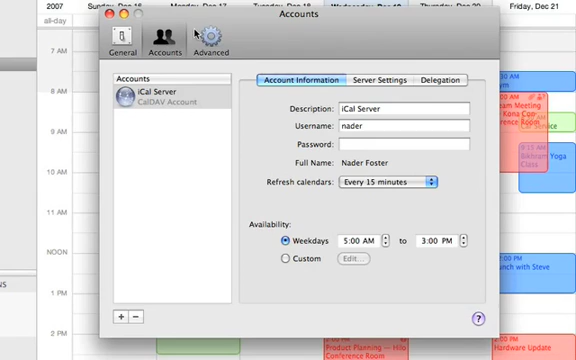 Accounts
2007
Sunday, Dec 16
Monday, Dec 17
Tuesday, Dec 18
Wednesday, Dec 19
Thursday, Dec 20
Friday, Dec 21
all-day
General
Accounts
Advanced
7 AM
8 AM
9 AM
10 AM
11 AM
NOON
1 PM
2 PM
Accounts
iCal Server
CalDAV Account
Account Information
Server Settings
Delegation
Description: iCal Server
Username: nader
Password:
Full Name: Nader Foster
Refresh calendars: Every 15 minutes
Availability:
Weekdays 5:00 AM to 3:00 PM
Custom Edit...
+ −
?
Meeting
Kona
Yoga
Class
Lunch with Steve
Product Planning — Hilo
Conference Room
Hardware Update